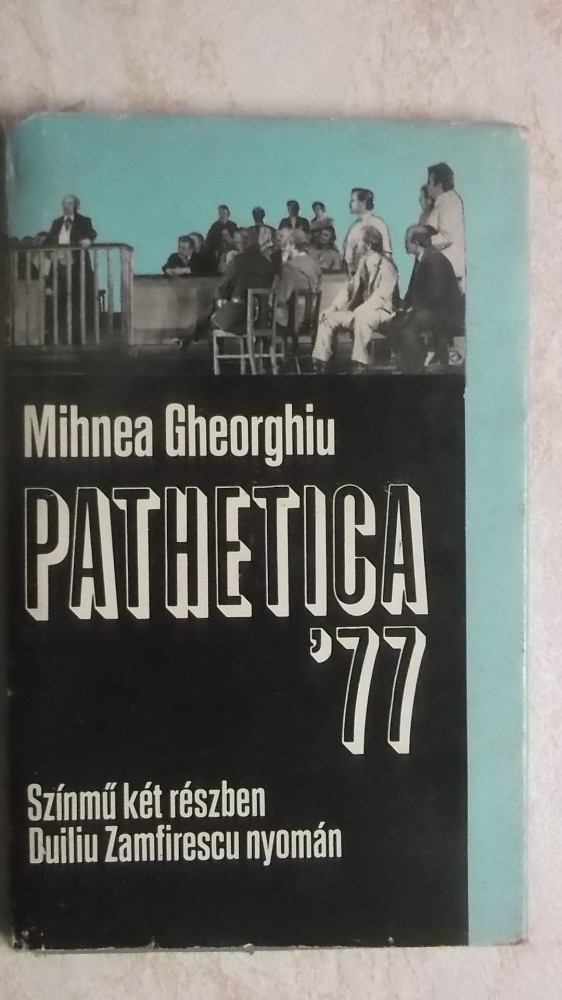 Mihnea Gheorghiu
PATHETICA
’77
Színmű két részben
Duiliu Zamfirescu nyomán